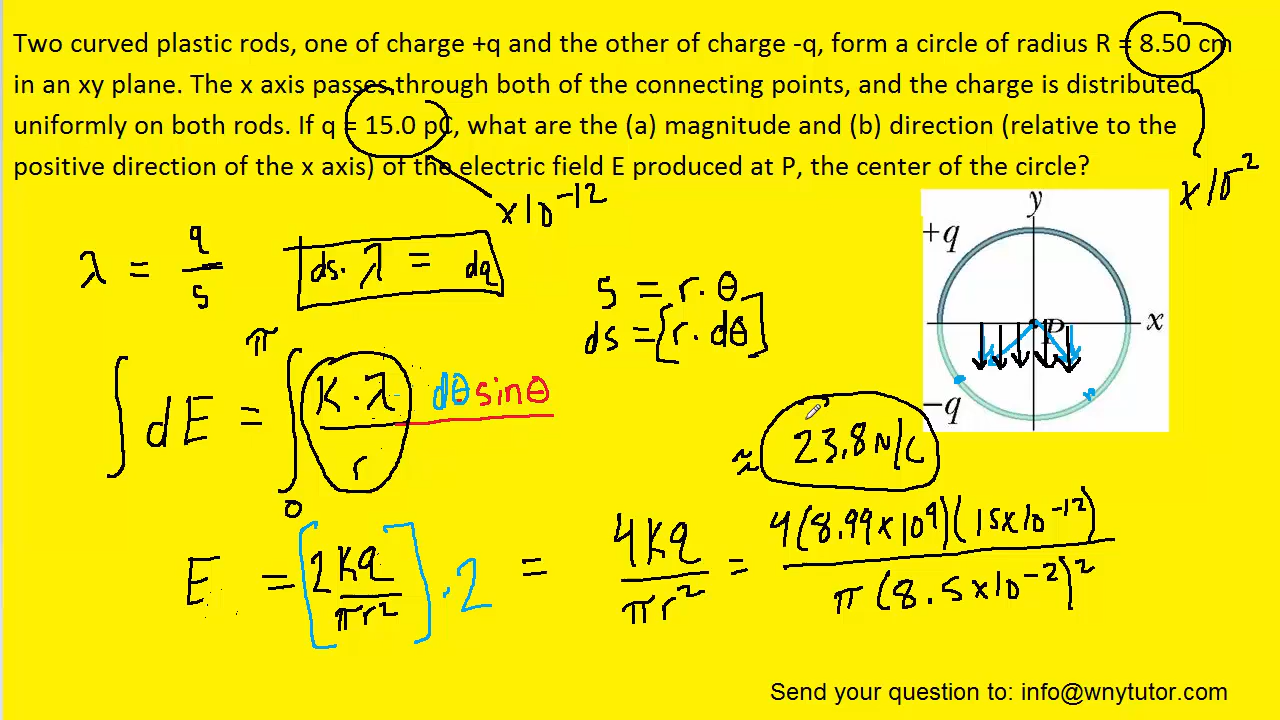 Two curved plastic rods, one of charge +q and the other of charge -q, form a circle of radius R = 8.50 cm
in an xy plane. The x axis passes through both of the connecting points, and the charge is distributed
uniformly on both rods. If q = 15.0 pC, what are the (a) magnitude and (b) direction (relative to the
positive direction of the x axis) of the electric field E produced at P, the center of the circle?
x10^-2
x10^-12
λ = q/s
ds · λ = dq
s = r · θ
ds = [r · dθ]
y
+q
x
P
-q
∫dE = ∫_0^π (k · λ)/r dθ sinθ
≈ 23.8 N/C
E = [2kq/πr²] · 2 = 4kq/πr² = 4(8.99x10^9)(15x10^-12)/π(8.5x10^-2)²
Send your question to: info@wnytutor.com